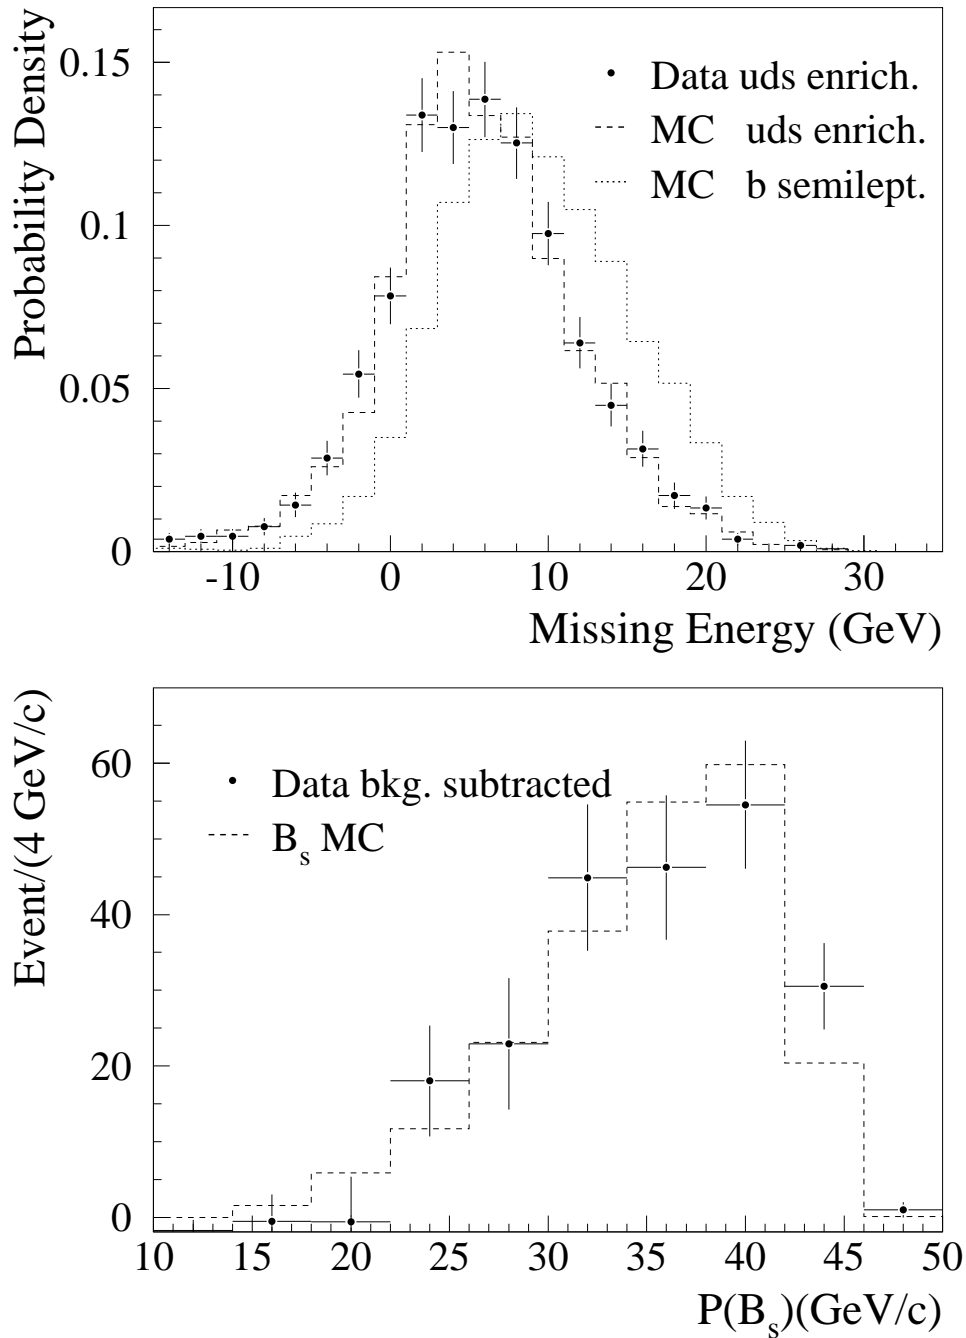 Probability Density
0.15
0.1
0.05
0
Data uds enrich.
MC uds enrich.
MC b semilept.
-10 0 10 20 30
Missing Energy (GeV)
Event/(4 GeV/c)
60
40
20
0
Data bkg. subtracted
Bs MC
10 15 20 25 30 35 40 45 50
P(Bs)(GeV/c)